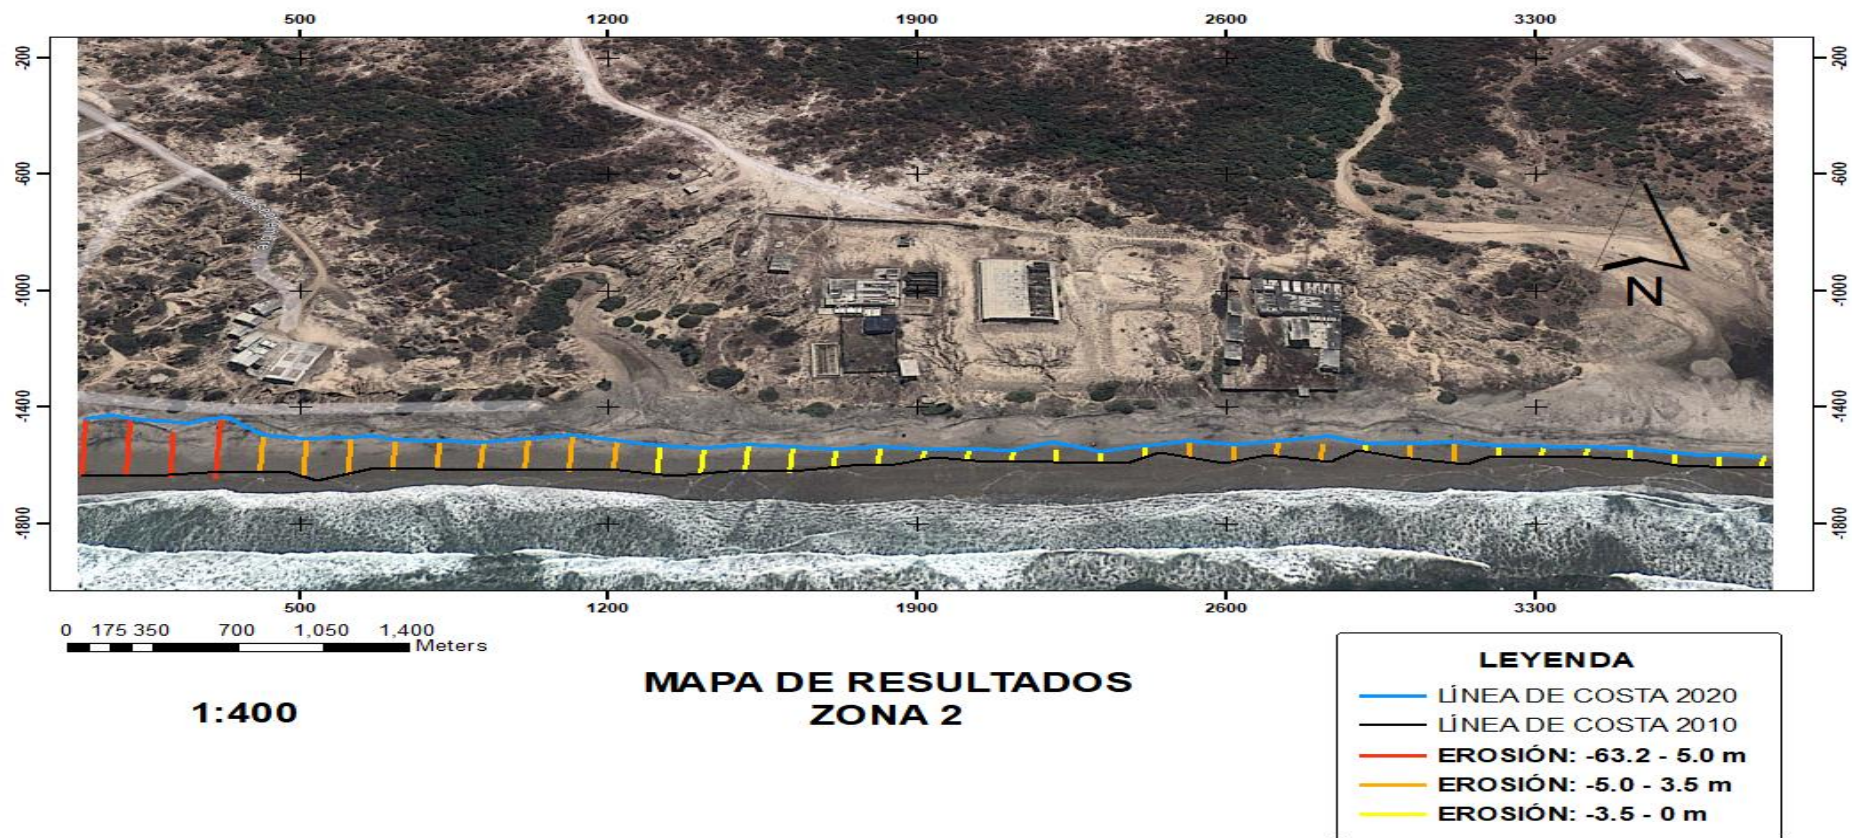 500 1200 1900 2600 3300
-200 -200
-600 -600
-1000 -1000
N
-1400 -1400
-1800 -1800
500 1200 1900 2600 3300
0 175 350 700 1,050 1,400
Meters
1:400
MAPA DE RESULTADOS
ZONA 2
LEYENDA
LÍNEA DE COSTA 2020
LÍNEA DE COSTA 2010
EROSIÓN: -63.2 - 5.0 m
EROSIÓN: -5.0 - 3.5 m
EROSIÓN: -3.5 - 0 m